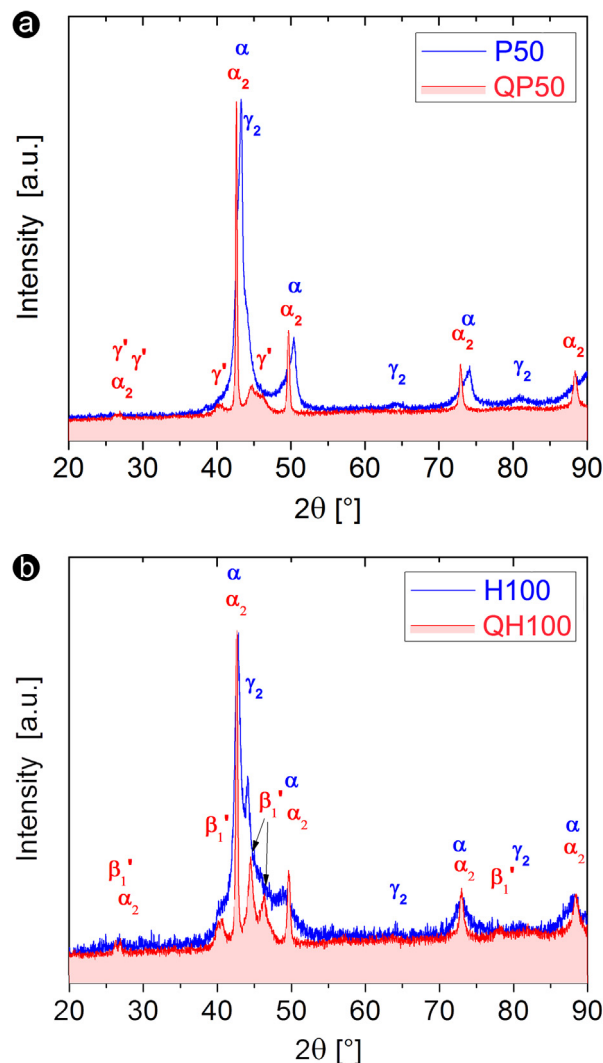 a
P50
QP50
α
α₂
γ₂
α
α₂
γ' γ'
α₂
γ'
γ'
γ₂
α₂
α
γ₂
α₂
Intensity [a.u.]
20 30 40 50 60 70 80 90
2θ [°]
b
H100
QH100
α
α₂
γ₂
α
β₁' α₂
β₁'
β₁'
α₂
γ₂
α
α₂
γ₂
β₁'
α
α₂
Intensity [a.u.]
20 30 40 50 60 70 80 90
2θ [°]